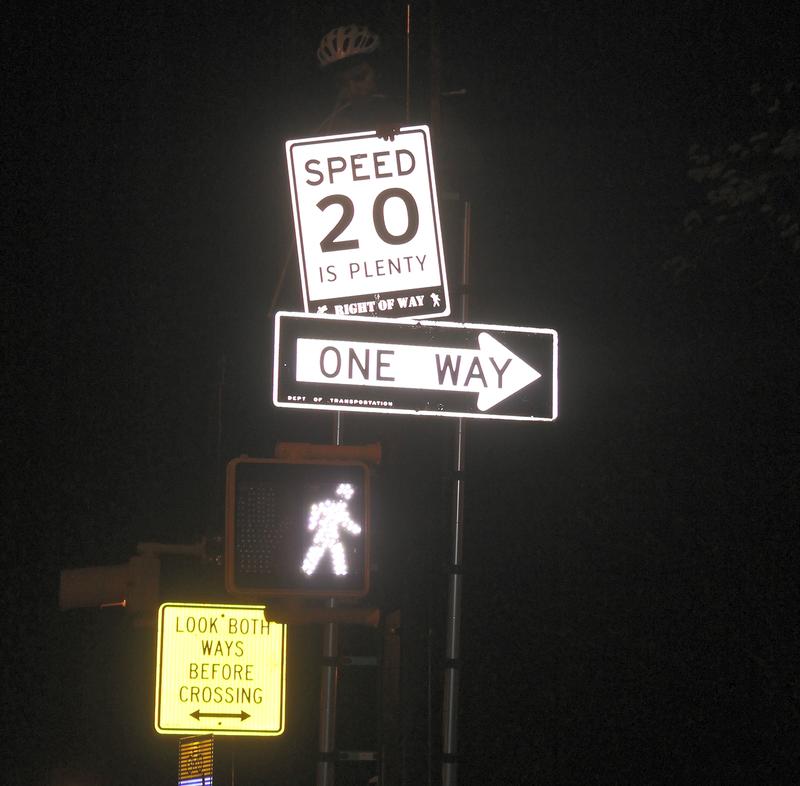 SPEED
20
IS PLENTY
RIGHT OF WAY
ONE WAY
DEPT OF TRANSPORTATION
LOOK BOTH
WAYS
BEFORE
CROSSING